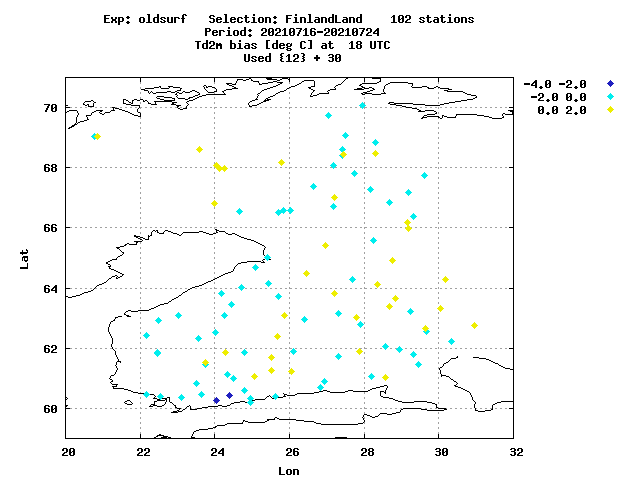 Exp: oldsurf   Selection: FinlandLand    102 stations
Period: 20210716-20210724
Td2m bias [deg C] at  18 UTC
Used {12} + 30
-4.0 -2.0
-2.0 0.0
0.0 2.0
70
68
66
64
62
60
Lat
20 22 24 26 28 30 32
Lon